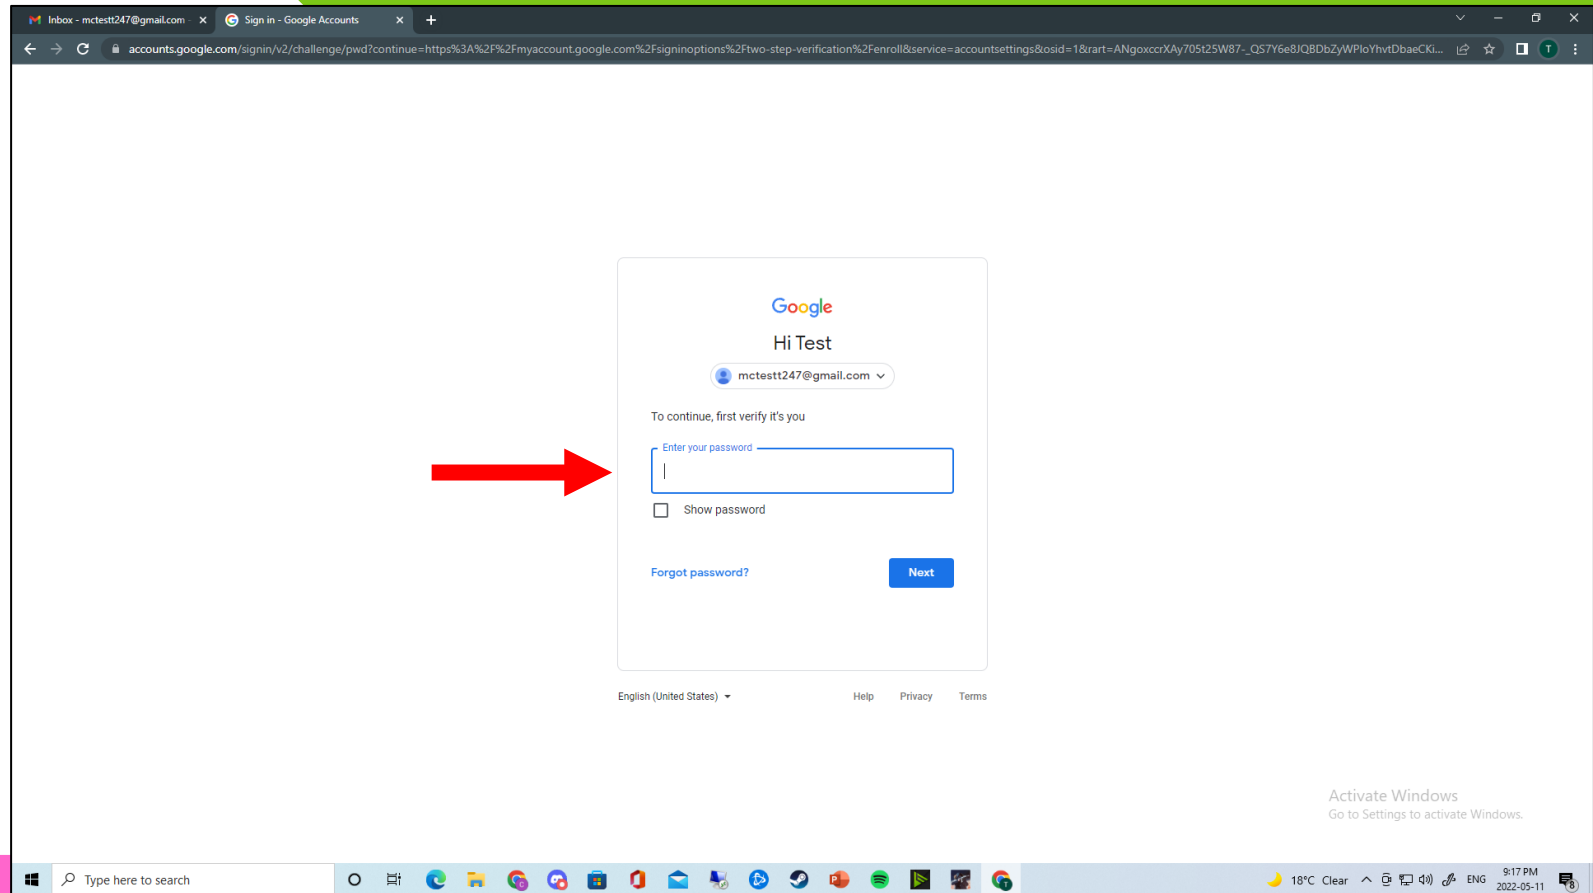 Inbox - mctestt247@gmail.com -
Sign in - Google Accounts
accounts.google.com/signin/v2/challenge/pwd?continue=https%3A%2F%2Fmyaccount.google.com%2Fsigninoptions%2Ftwo-step-verification%2Fenroll&service=accountsettings&osid=1&rart=ANgoxccrXAy705t25W87-_QS7Y6e8JQBDbZyWPIoYhvtDbaeCKi...
T
Google
Hi Test
mctestt247@gmail.com
To continue, first verify it's you
Enter your password
Show password
Forgot password?
Next
English (United States)
Help Privacy Terms
Activate Windows
Go to Settings to activate Windows.
Type here to search
18°C Clear
ENG
9:17 PM
2022-05-11
8